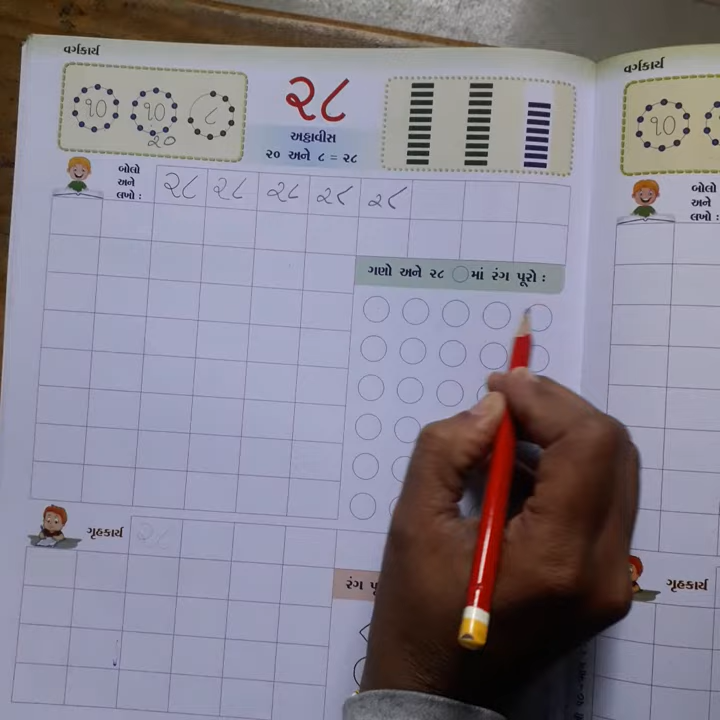 વર્ગકાર્ય
૧૦ ૧૦ ૮
૨૦
૨૮
અઠ્ઠાવીસ
૨૦ અને ૮ = ૨૮
બોલો
અને
લખો :
૨૮ ૨૮ ૨૮ ૨૮ ૨૮
ગણો અને ૨૮ માં રંગ પૂરો :
ગૃહકાર્ય
૨૮
રંગ
વર્ગકાર્ય
૧૦
બોલો
અને
લખો :
ગૃહકાર્ય